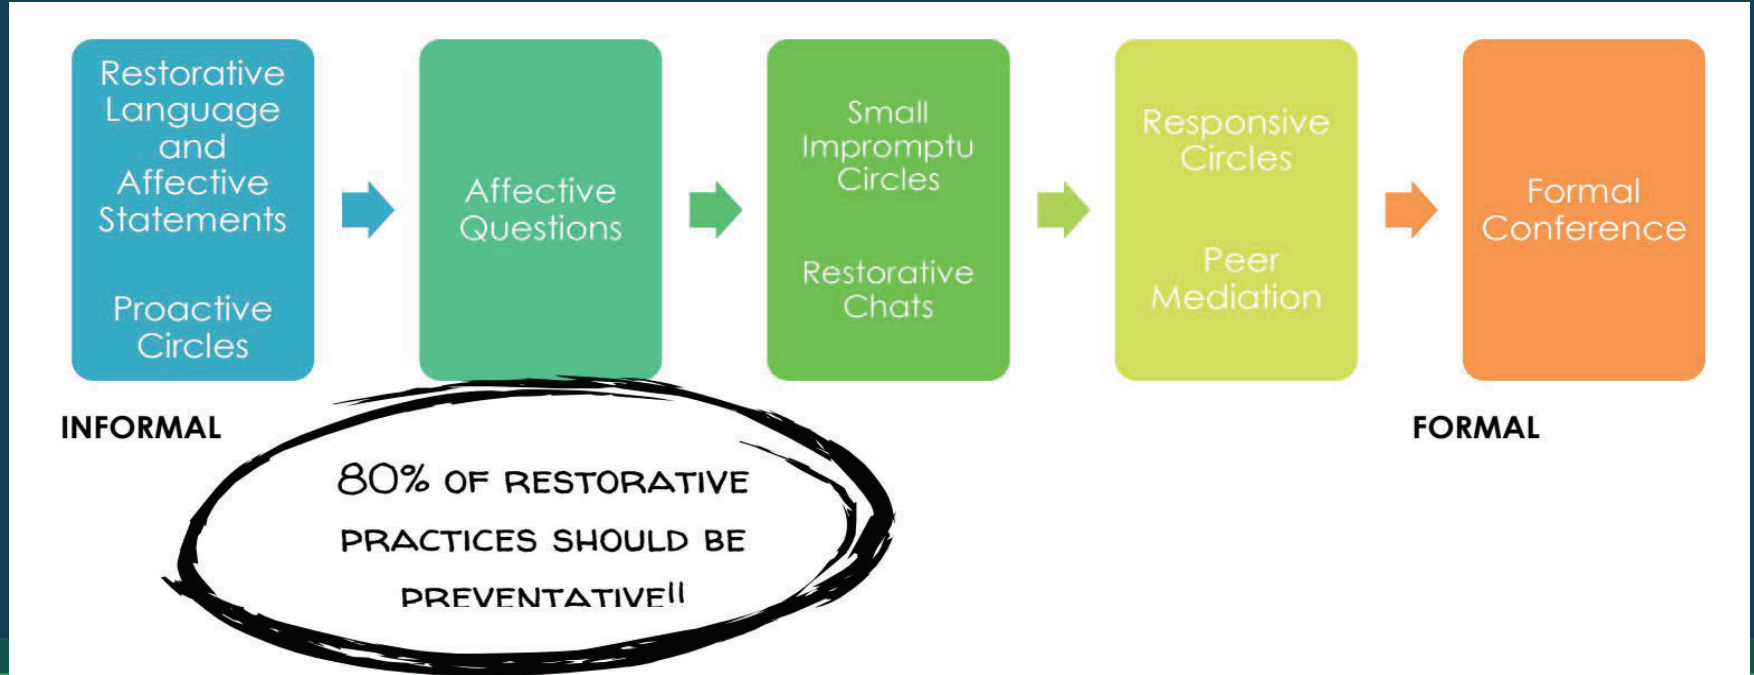 Restorative
Language
and
Affective
Statements
Proactive
Circles
Affective
Questions
Small
Impromptu
Circles
Restorative
Chats
Responsive
Circles
Peer
Mediation
Formal
Conference
INFORMAL
FORMAL
80% OF RESTORATIVE
PRACTICES SHOULD BE
PREVENTATIVE!!